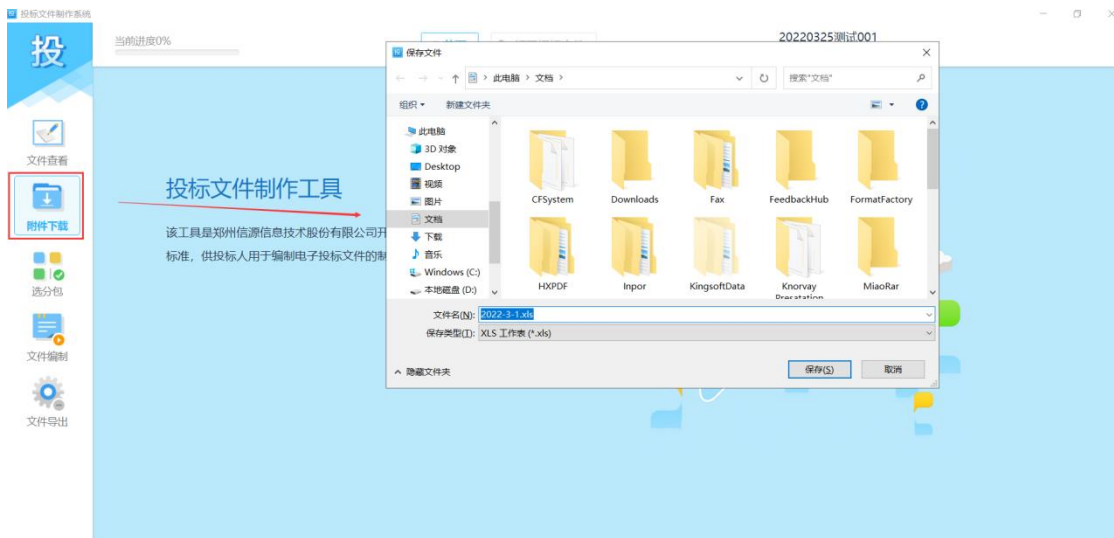 投标文件制作系统
投
当前进度0%
20220325测试001
文件查看
附件下载
选分包
文件编制
文件导出
投标文件制作工具
该工具是郑州信源信息技术股份有限公司开
标准，供投标人用于编制电子投标文件的制
保存文件
此电脑 > 文档 >
搜索"文档"
组织 新建文件夹
此电脑
3D 对象
Desktop
视频
图片
文档
下载
音乐
Windows (C:)
本地磁盘 (D:)
CFSystem Downloads Fax FeedbackHub FormatFactory
HXPDF Inpor KingsoftData Knorvay Presatation MiaoRar
文件名(N): 2022-3-1.xls
保存类型(T): XLS 工作表 (*.xls)
隐藏文件夹
保存(S) 取消